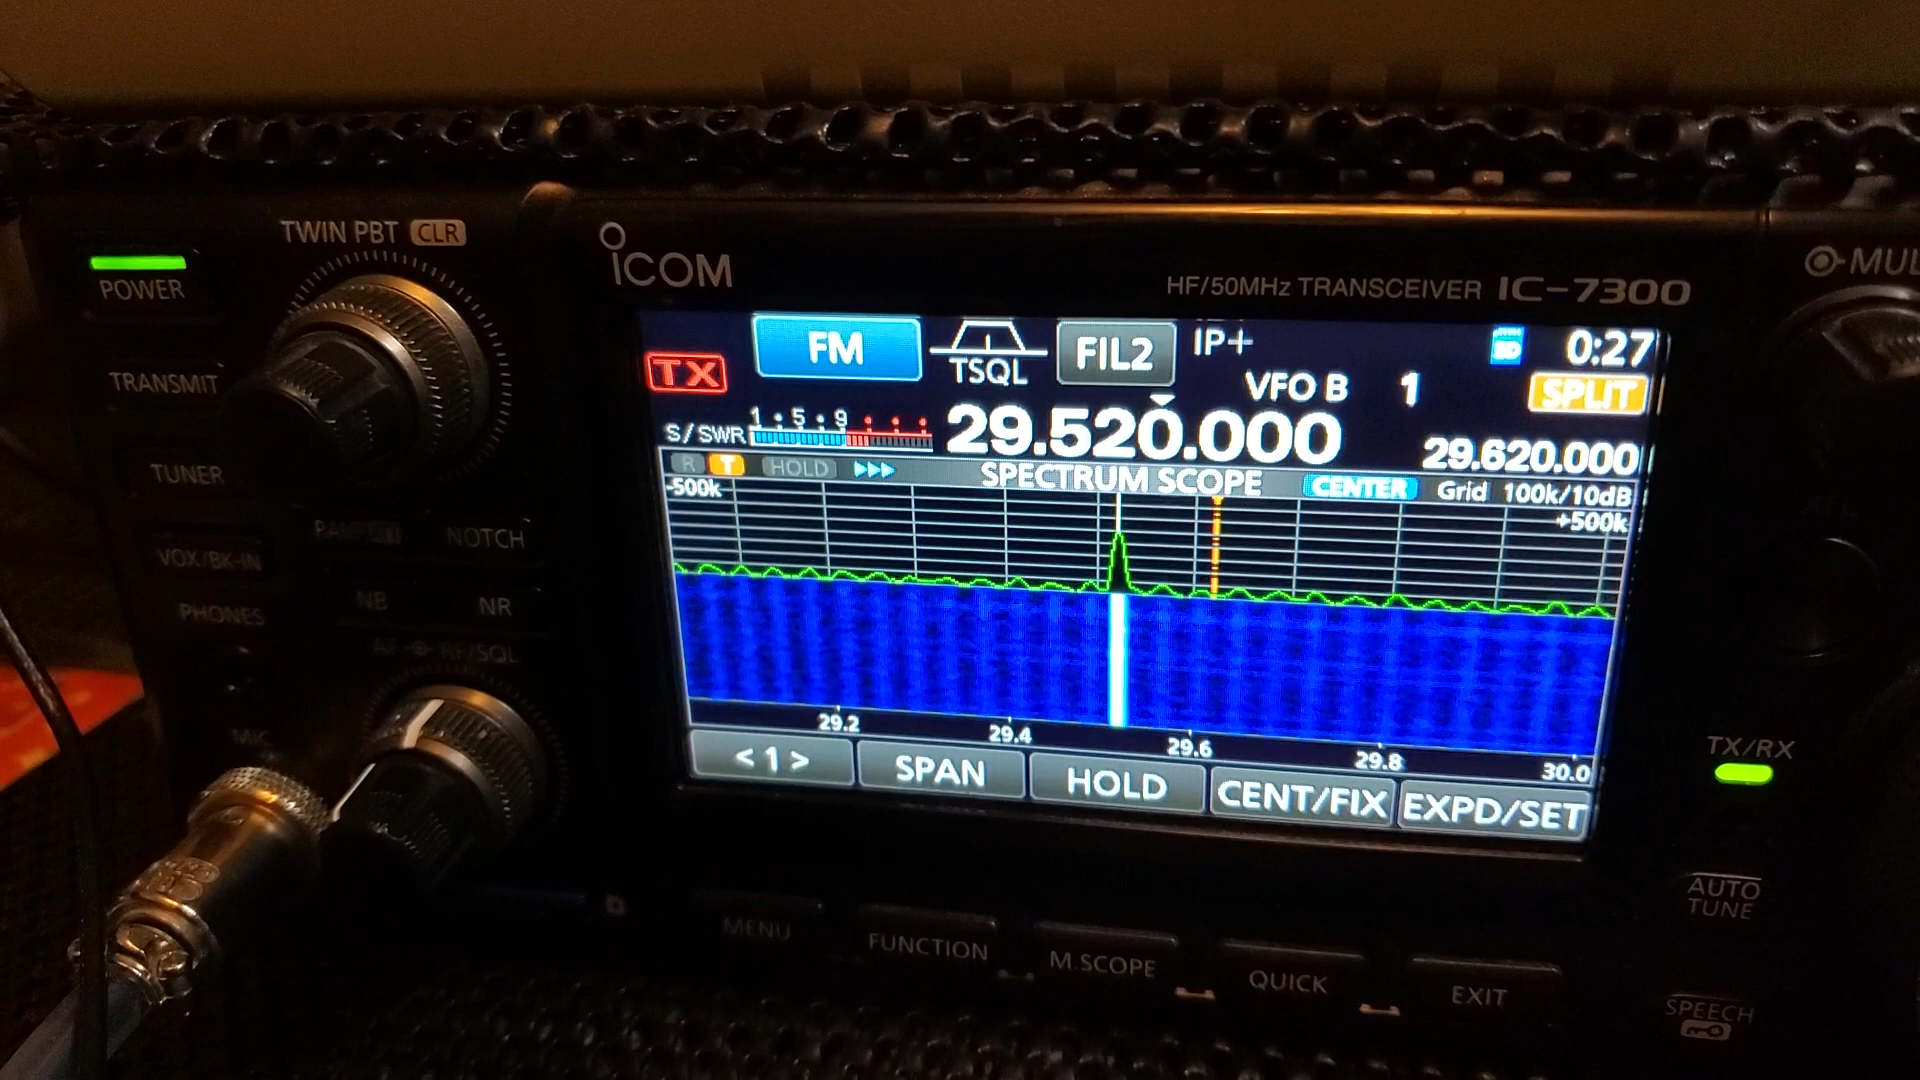 TWIN PBT CLR
POWER
TRANSMIT
TUNER
VOX/BK-IN
PHONES
MIC
NOTCH
NB
NR
AF RF/SQL
ICOM
HF/50MHz TRANSCEIVER IC-7300
MUL
TX
FM
TSQL
FIL2
IP+
0:27
VFO B 1
SPLIT
S/SWR
1 • 5 • 9 • • •
29.520.000
29.620.000
R T HOLD
SPECTRUM SCOPE
CENTER
Grid 100k/10dB
-500k
+500k
29.2
29.4
29.6
29.8
30.0
< 1 >
SPAN
HOLD
CENT/FIX
EXPD/SET
MENU
FUNCTION
M.SCOPE
QUICK
EXIT
TX/RX
AUTO
TUNE
SPEECH